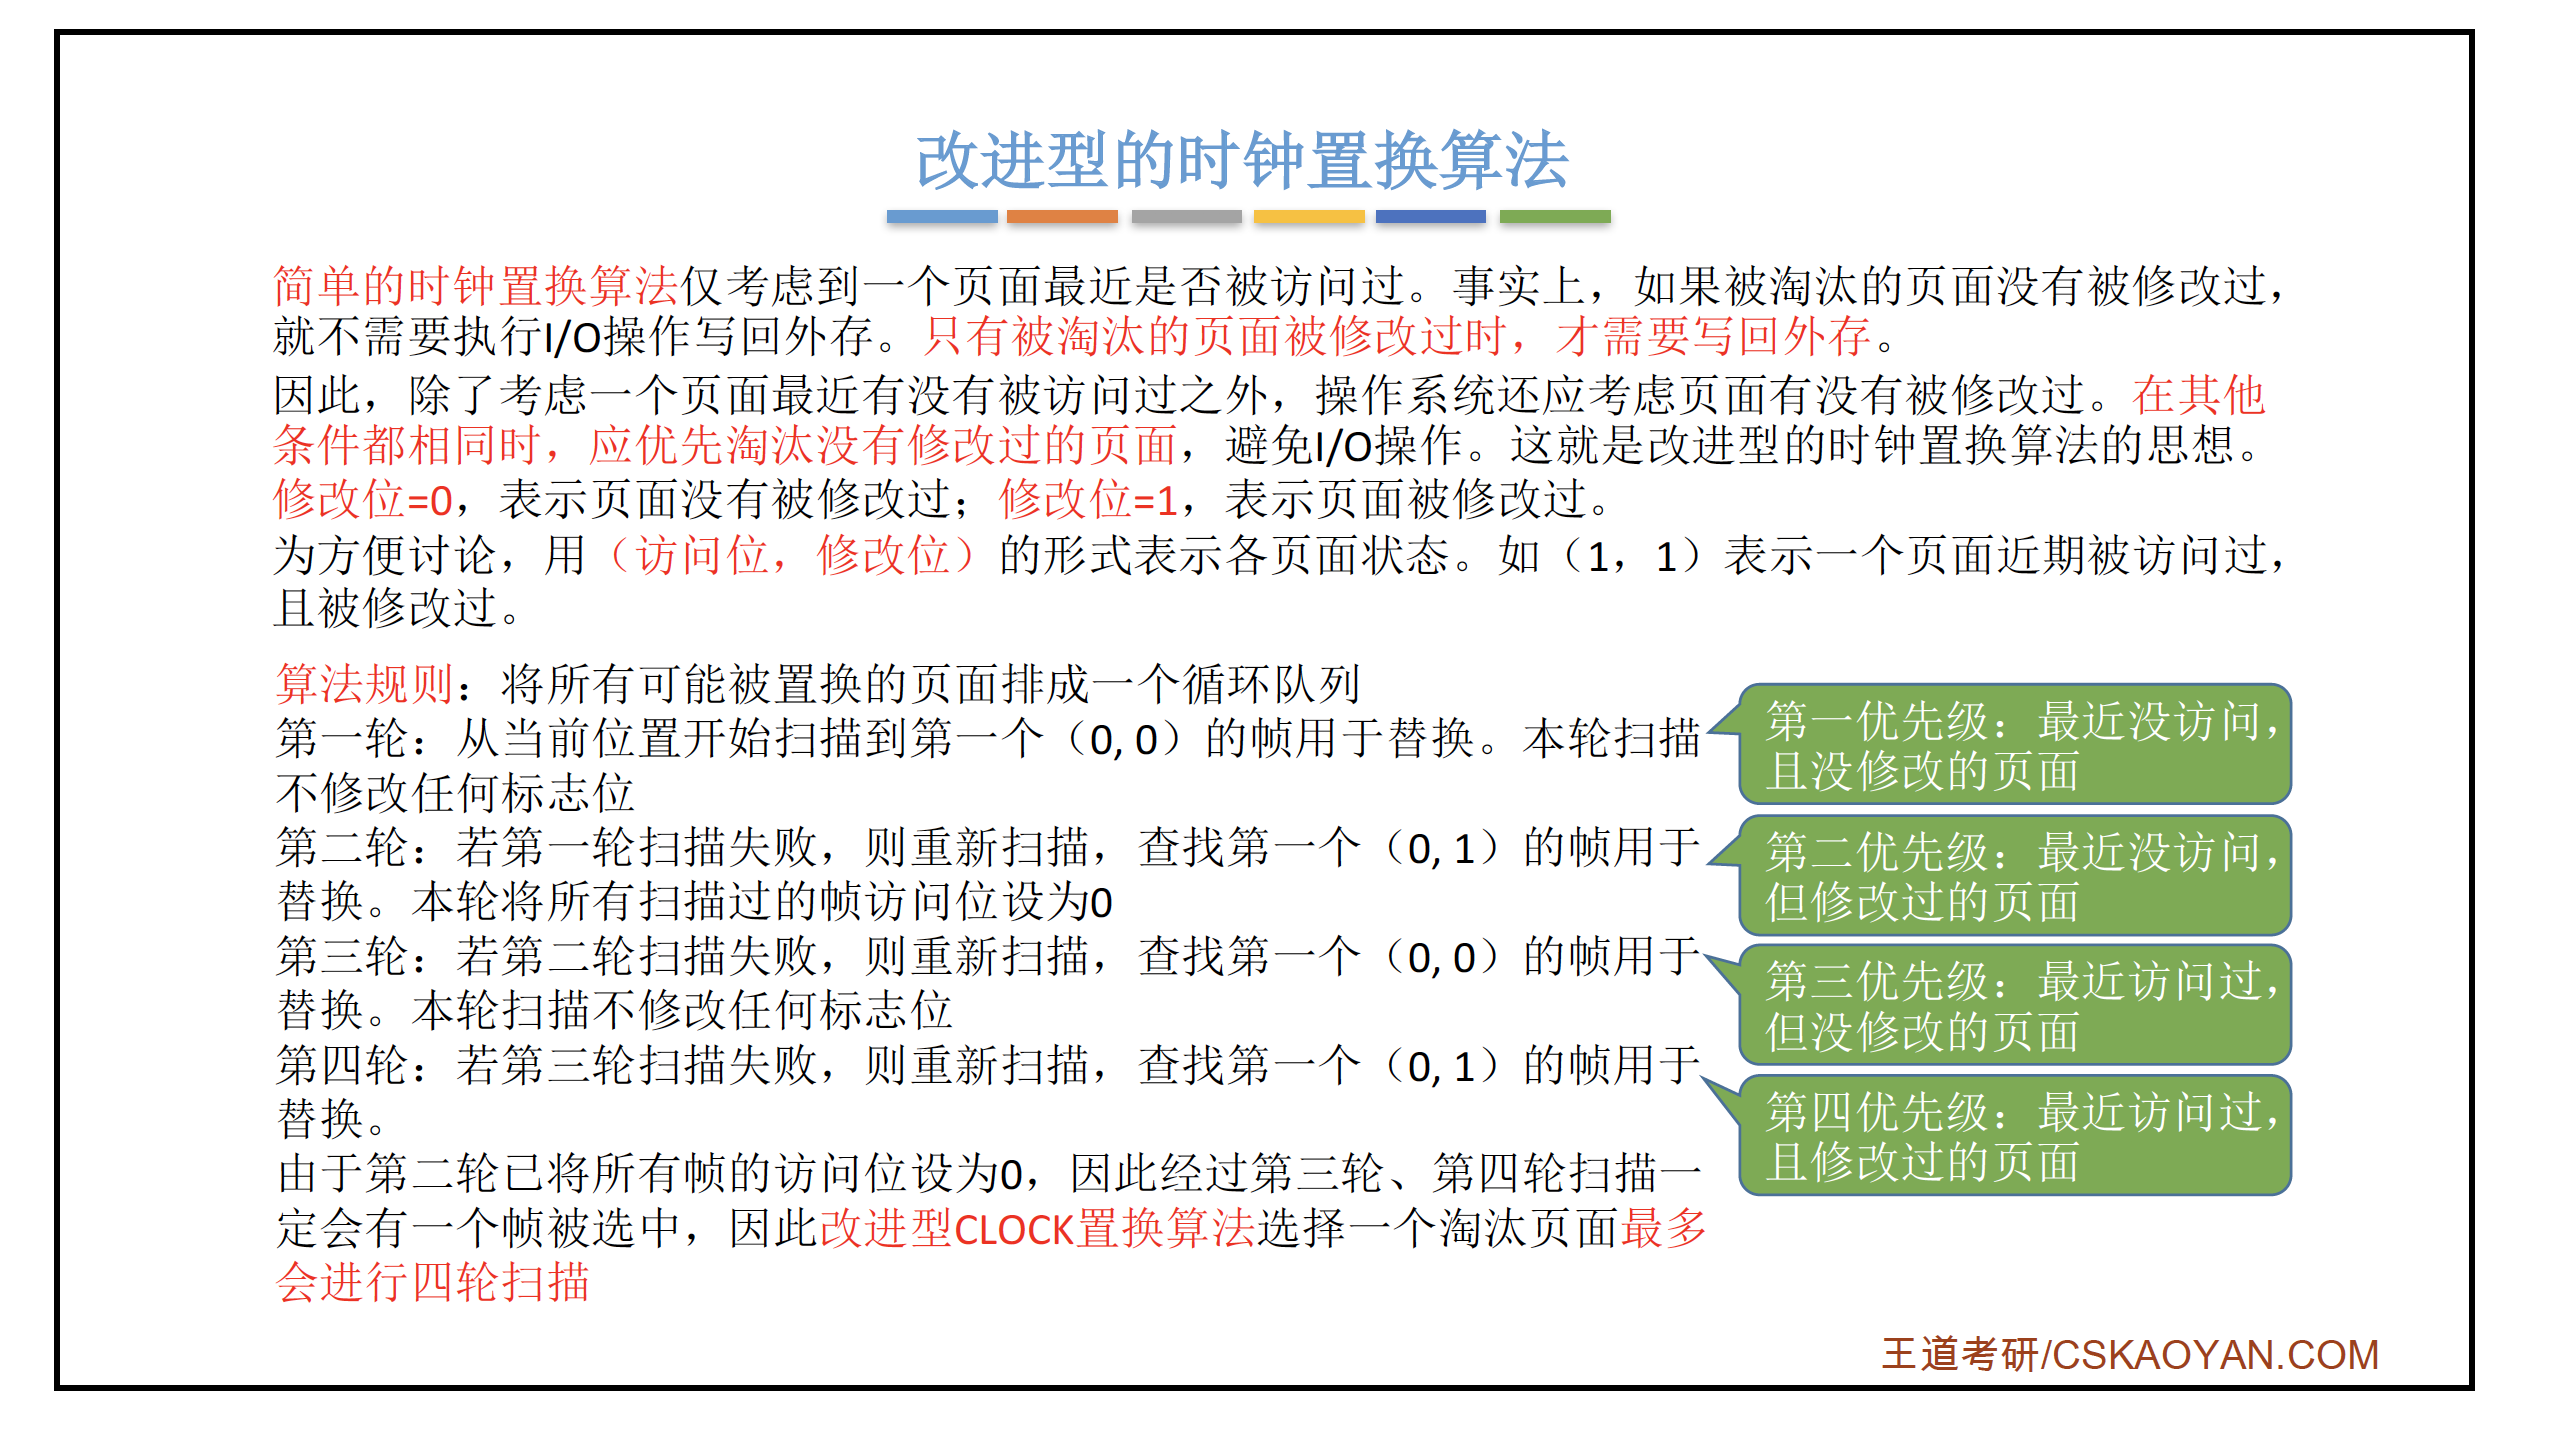 改进型的时钟置换算法
简单的时钟置换算法仅考虑到一个页面最近是否被访问过。事实上，如果被淘汰的页面没有被修改过，
就不需要执行I/O操作写回外存。只有被淘汰的页面被修改过时，才需要写回外存。
因此，除了考虑一个页面最近有没有被访问过之外，操作系统还应考虑页面有没有被修改过。在其他
条件都相同时，应优先淘汰没有修改过的页面，避免I/O操作。这就是改进型的时钟置换算法的思想。
修改位=0，表示页面没有被修改过；修改位=1，表示页面被修改过。
为方便讨论，用（访问位，修改位）的形式表示各页面状态。如（1，1）表示一个页面近期被访问过，
且被修改过。
算法规则：将所有可能被置换的页面排成一个循环队列
第一轮：从当前位置开始扫描到第一个（0, 0）的帧用于替换。本轮扫描
不修改任何标志位
第二轮：若第一轮扫描失败，则重新扫描，查找第一个（0, 1）的帧用于
替换。本轮将所有扫描过的帧访问位设为0
第三轮：若第二轮扫描失败，则重新扫描，查找第一个（0, 0）的帧用于
替换。本轮扫描不修改任何标志位
第四轮：若第三轮扫描失败，则重新扫描，查找第一个（0, 1）的帧用于
替换。
由于第二轮已将所有帧的访问位设为0，因此经过第三轮、第四轮扫描一
定会有一个帧被选中，因此改进型CLOCK置换算法选择一个淘汰页面最多
会进行四轮扫描
第一优先级：最近没访问，
且没修改的页面
第二优先级：最近没访问，
但修改过的页面
第三优先级：最近访问过，
但没修改的页面
第四优先级：最近访问过，
且修改过的页面
王道考研/CSKAOYAN.COM